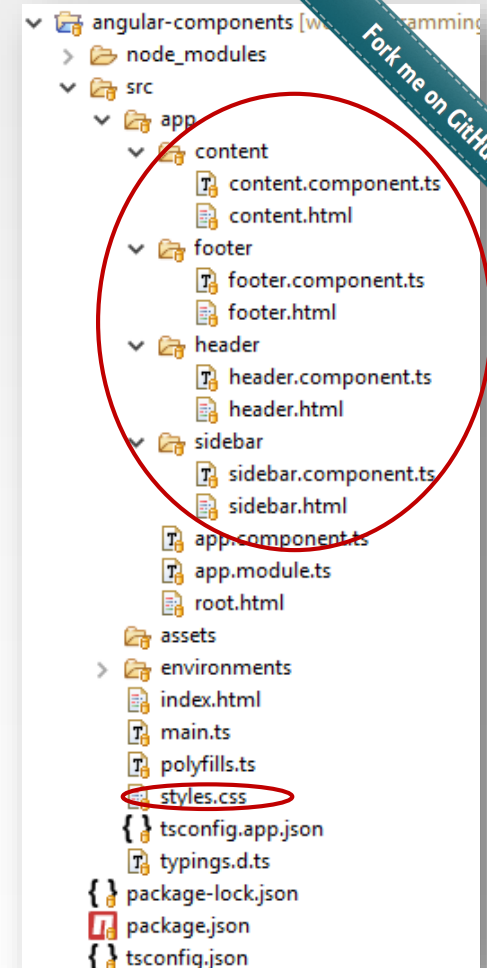 angular-components [w
amming
Fork me on GitHu
node_modules
src
app
content
content.component.ts
content.html
footer
footer.component.ts
footer.html
header
header.component.ts
header.html
sidebar
sidebar.component.ts
sidebar.html
app.component.ts
app.module.ts
root.html
assets
environments
index.html
main.ts
polyfills.ts
styles.css
tsconfig.app.json
typings.d.ts
package-lock.json
package.json
tsconfig.json